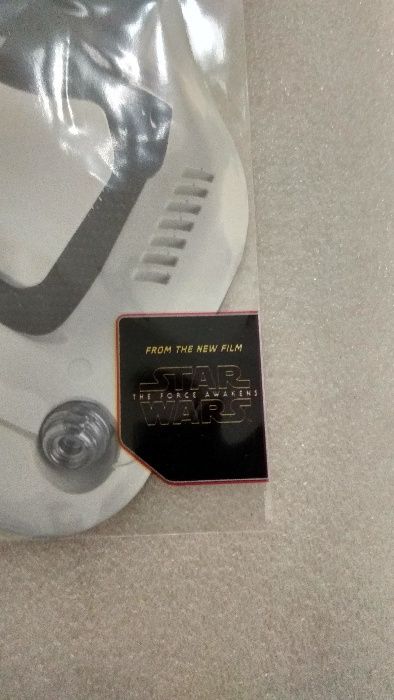 FROM THE NEW FILM
STAR
THE FORCE AWAKENS
WARS